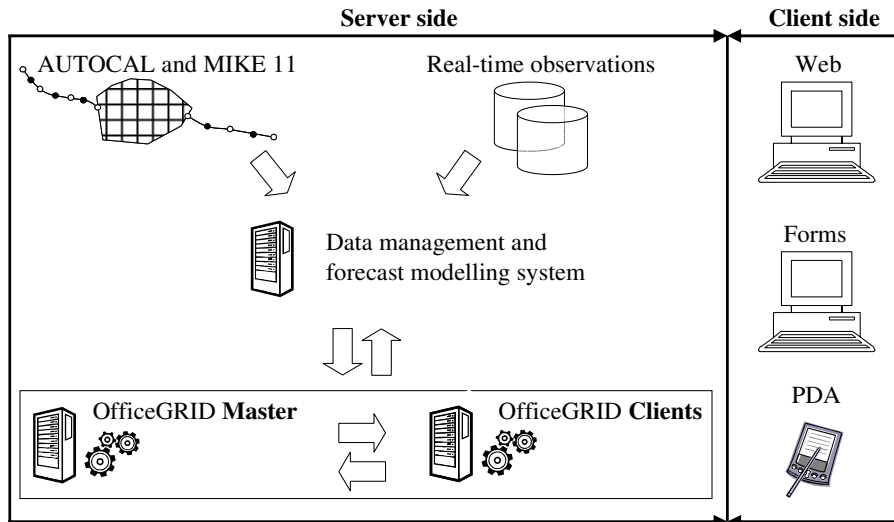 Server side
Client side
AUTOCAL and MIKE 11
Real-time observations
Web
Data management and
forecast modelling system
Forms
OfficeGRID Master
OfficeGRID Clients
PDA